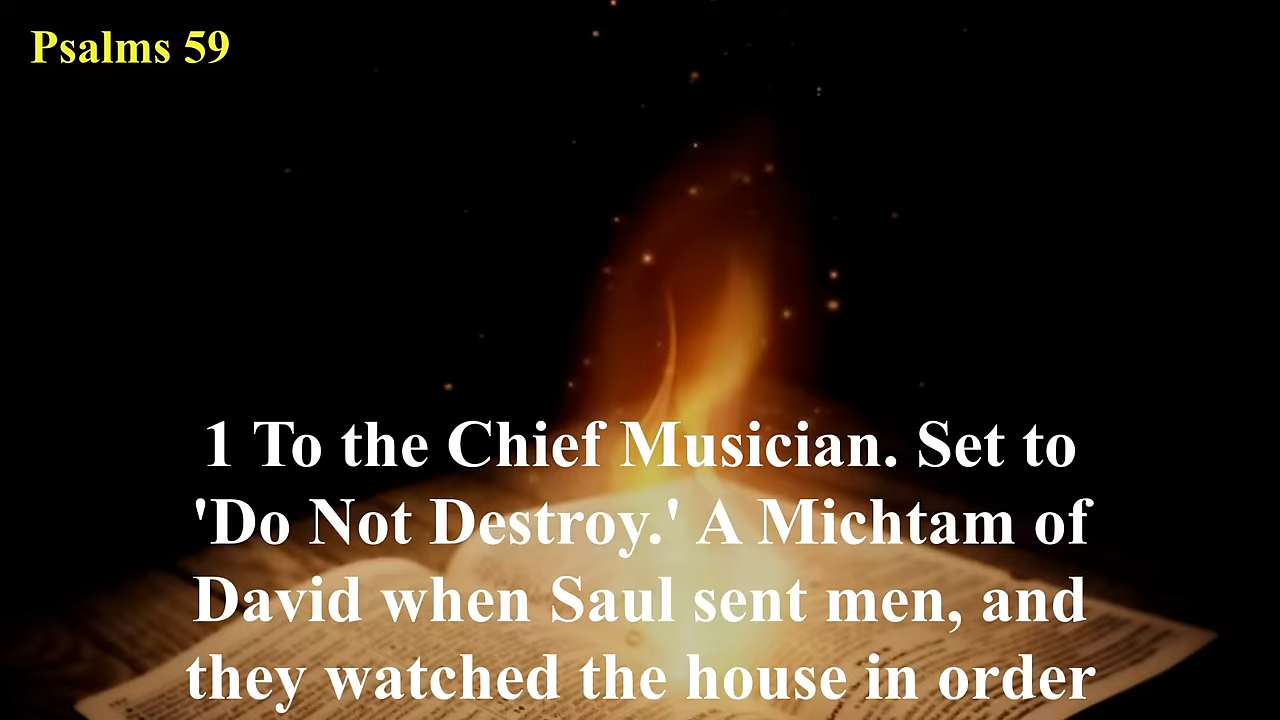 Psalms 59
1 To the Chief Musician. Set to
'Do Not Destroy.' A Michtam of
David when Saul sent men, and
they watched the house in order